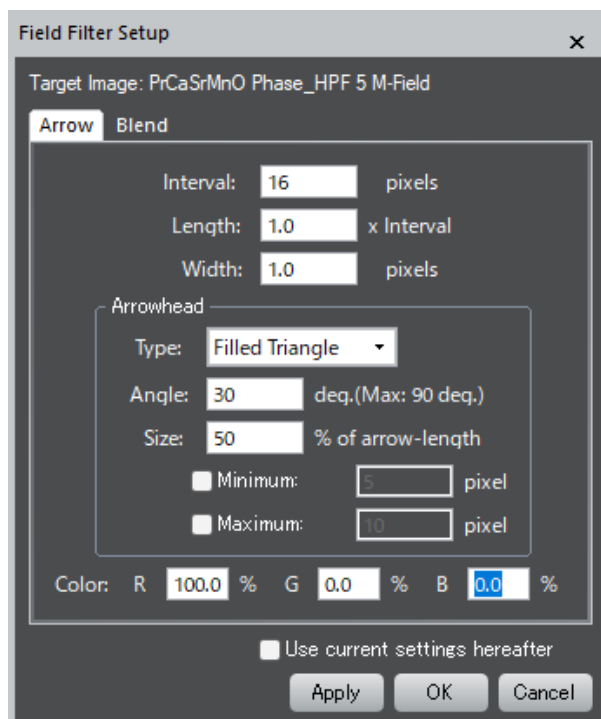 Field Filter Setup
×
Target Image: PrCaSrMnO Phase_HPF 5 M-Field
Arrow Blend
Interval: 16 pixels
Length: 1.0 x Interval
Width: 1.0 pixels
Arrowhead
Type: Filled Triangle
Angle: 30 deg.(Max: 90 deg.)
Size: 50 % of arrow-length
Minimum: 5 pixel
Maximum: 10 pixel
Color: R 100.0 % G 0.0 % B 0.0 %
Use current settings hereafter
Apply OK Cancel